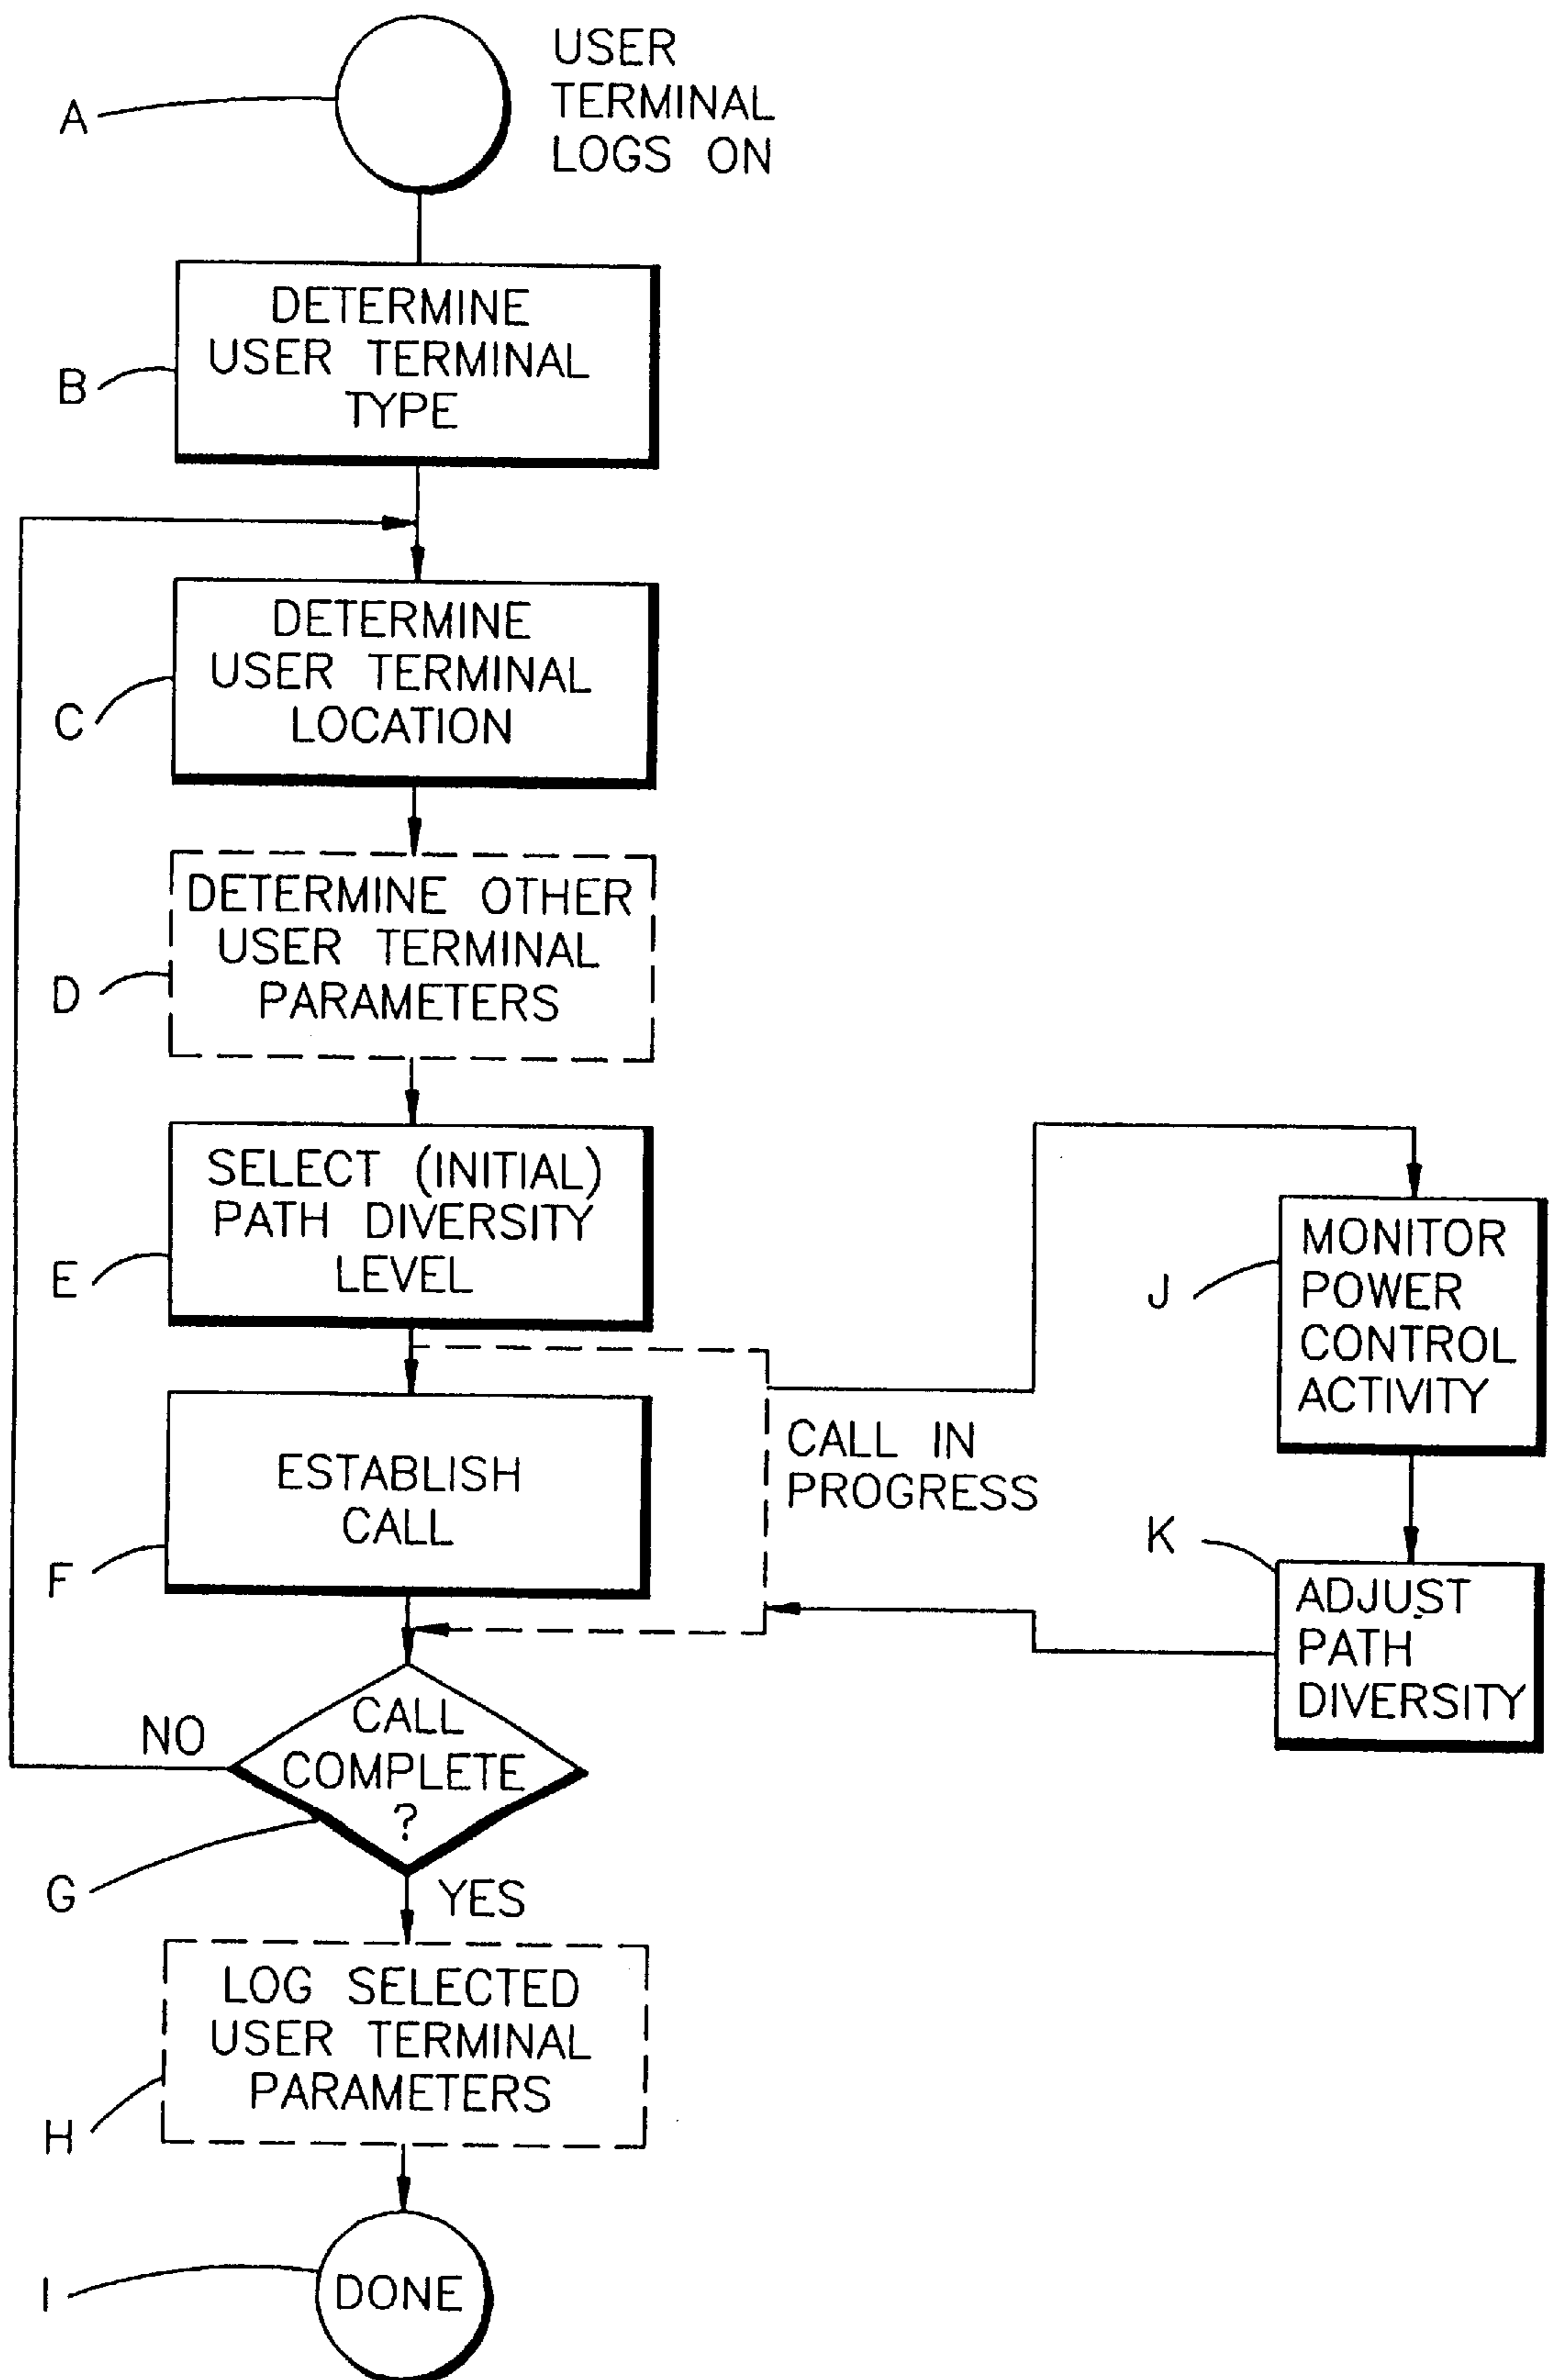 A
USER
TERMINAL
LOGS ON
B
DETERMINE
USER TERMINAL
TYPE
C
DETERMINE
USER TERMINAL
LOCATION
D
DETERMINE OTHER
USER TERMINAL
PARAMETERS
E
SELECT (INITIAL)
PATH DIVERSITY
LEVEL
F
ESTABLISH
CALL
CALL IN
PROGRESS
J
MONITOR
POWER
CONTROL
ACTIVITY
K
ADJUST
PATH
DIVERSITY
G
CALL
COMPLETE
?
NO
YES
H
LOG SELECTED
USER TERMINAL
PARAMETERS
I
DONE